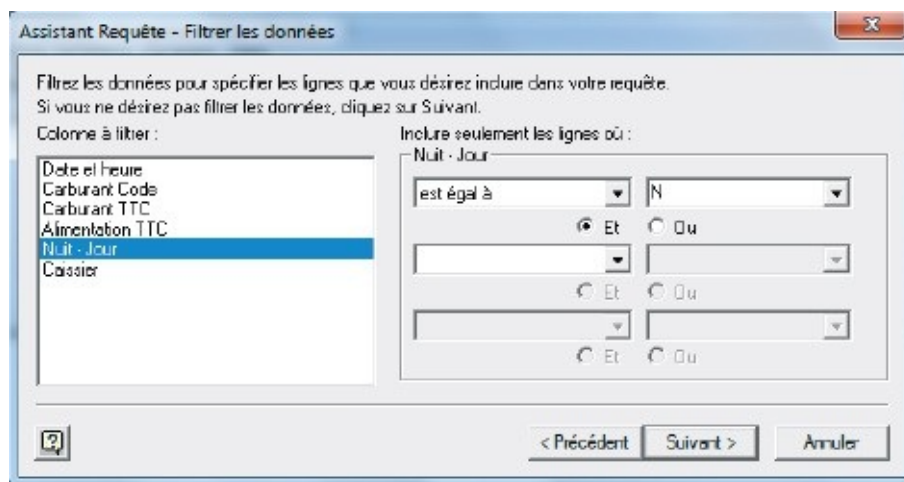 Assistant Requête - Filtrer les données
Filtrez les données pour spécifier les lignes que vous désirez inclure dans votre requête.
Si vous ne désirez pas filtrer les données, cliquez sur Suivant.
Colonne à filtrer :
Inclure seulement les lignes où :
Date et heure
Carburant Code
Carburant TTC
Alimentation TTC
Nuit - Jour
Caissier
Nuit - Jour
est égal à
N
Et
Ou
Et
Ou
Et
Ou
< Précédent
Suivant >
Annuler